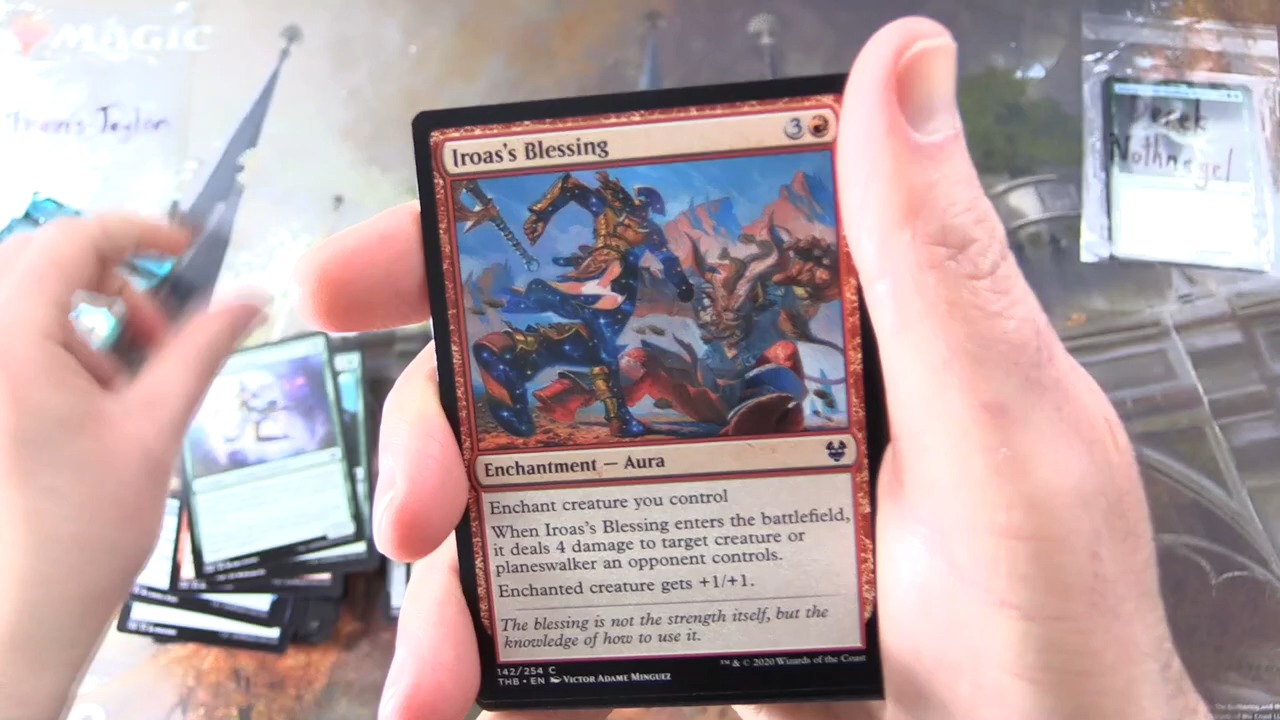 MAGIC
Iroas's Blessing
3
Enchantment — Aura
Enchant creature you control
When Iroas's Blessing enters the battlefield,
it deals 4 damage to target creature or
planeswalker an opponent controls.
Enchanted creature gets +1/+1.
The blessing is not the strength itself, but the
knowledge of how to use it.
142/254 C
THB • EN Victor Adame Minguez
™ & © 2020 Wizards of the Coast
Derek
Nothnagel